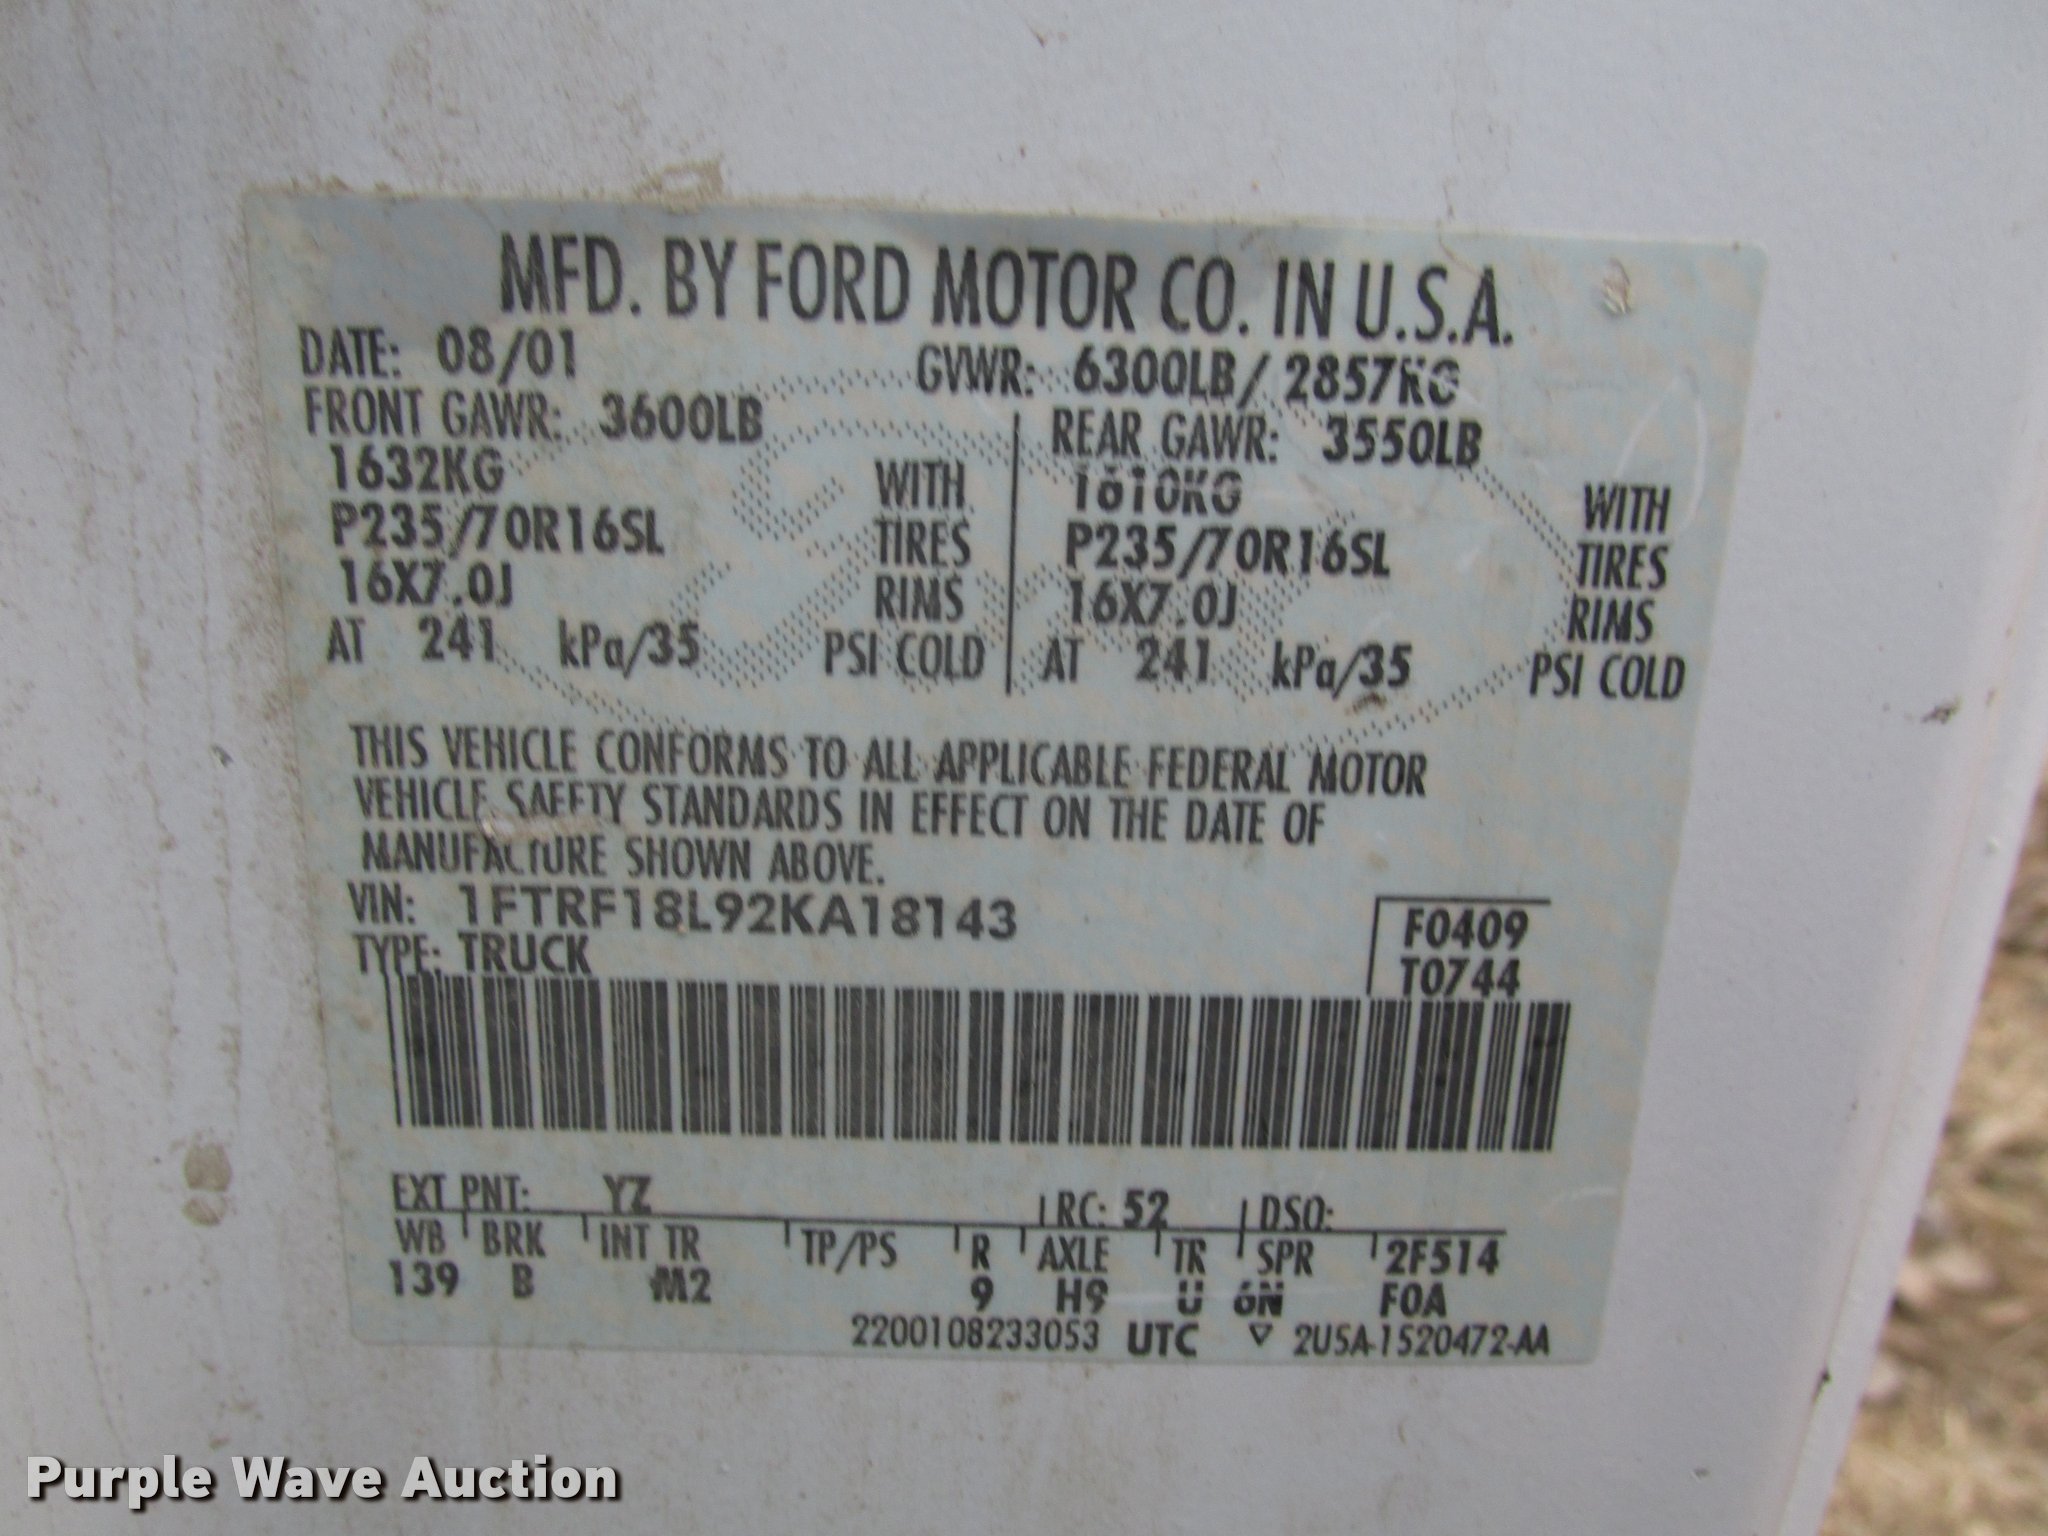 MFD. BY FORD MOTOR CO. IN U.S.A.
DATE: 08/01 GVWR: 6300LB/ 2857KG
FRONT GAWR: 3600LB REAR GAWR: 3550LB
1632KG WITH 1610KG WITH
P235/70R16SL TIRES P235/70R16SL TIRES
16X7.0J RIMS 16X7.0J RIMS
AT 241 kPa/35 PSI COLD AT 241 kPa/35 PSI COLD
THIS VEHICLE CONFORMS TO ALL APPLICABLE FEDERAL MOTOR
VEHICLE SAFETY STANDARDS IN EFFECT ON THE DATE OF
MANUFACTURE SHOWN ABOVE.
VIN: 1FTRF18L92KA18143 F0409
TYPE: TRUCK T0744
EXT PNT: YZ RC: 52 DSO:
WB BRK INT TR TP/PS R AXLE TR SPR 2F514
139 B M2 9 H9 U 6N F0A
2200108233053 UTC ▽ 2U5A-1520472-AA
Purple Wave Auction